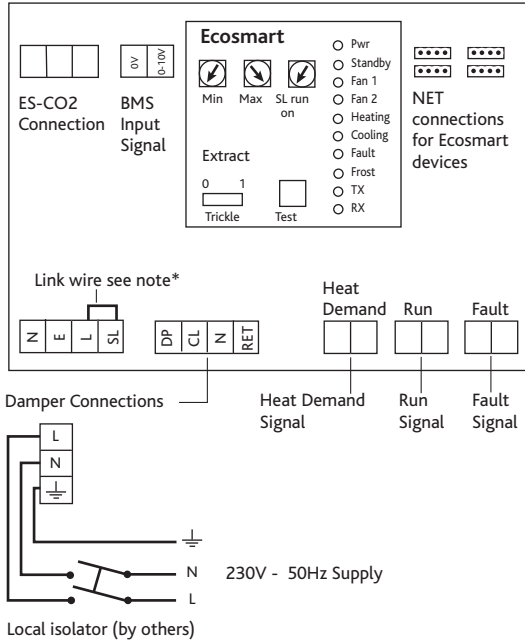 Ecosmart
0V
0-10V
ES-CO2
Connection
BMS
Input
Signal
Min
Max
SL run
on
Extract
0 1
Trickle
Test
Pwr
Standby
Fan 1
Fan 2
Heating
Cooling
Fault
Frost
TX
RX
NET
connections
for Ecosmart
devices
Link wire see note*
N
E
L
SL
DP
CL
N
RET
Heat
Demand
Run
Fault
Damper Connections
Heat Demand
Signal
Run
Signal
Fault
Signal
L
N
N
230V - 50Hz Supply
L
Local isolator (by others)